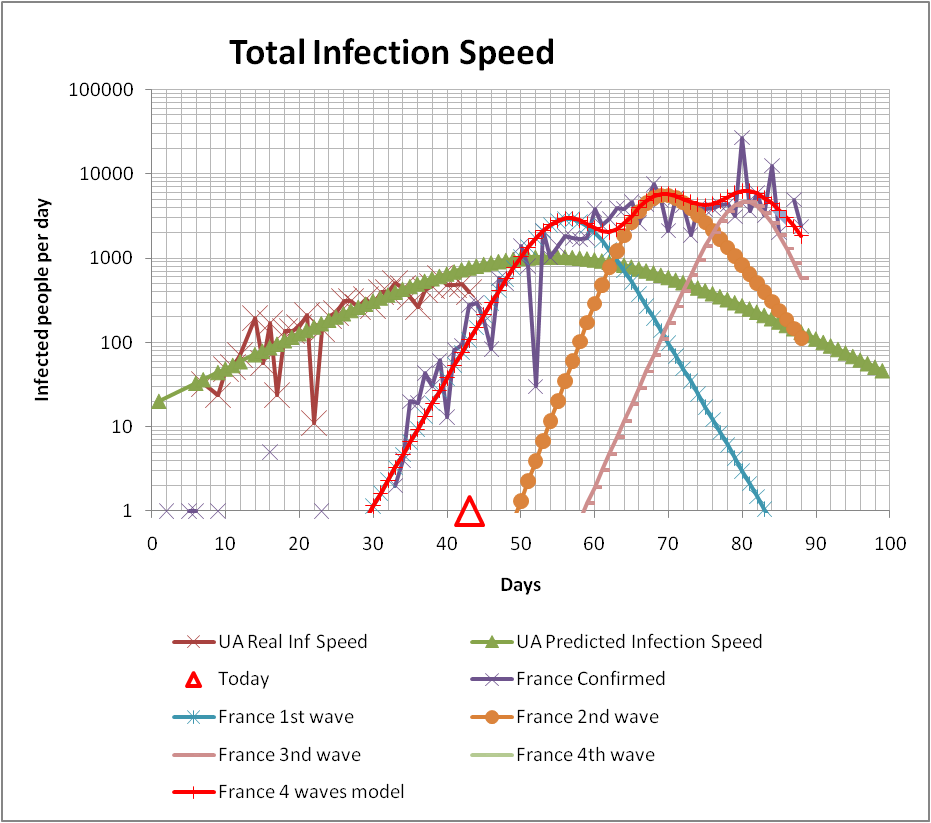 Total Infection Speed
Infected people per day
100000
10000
1000
100
10
1
0 10 20 30 40 50 60 70 80 90 100
Days
UA Real Inf Speed
UA Predicted Infection Speed
Today
France Confirmed
France 1st wave
France 2nd wave
France 3nd wave
France 4th wave
France 4 waves model